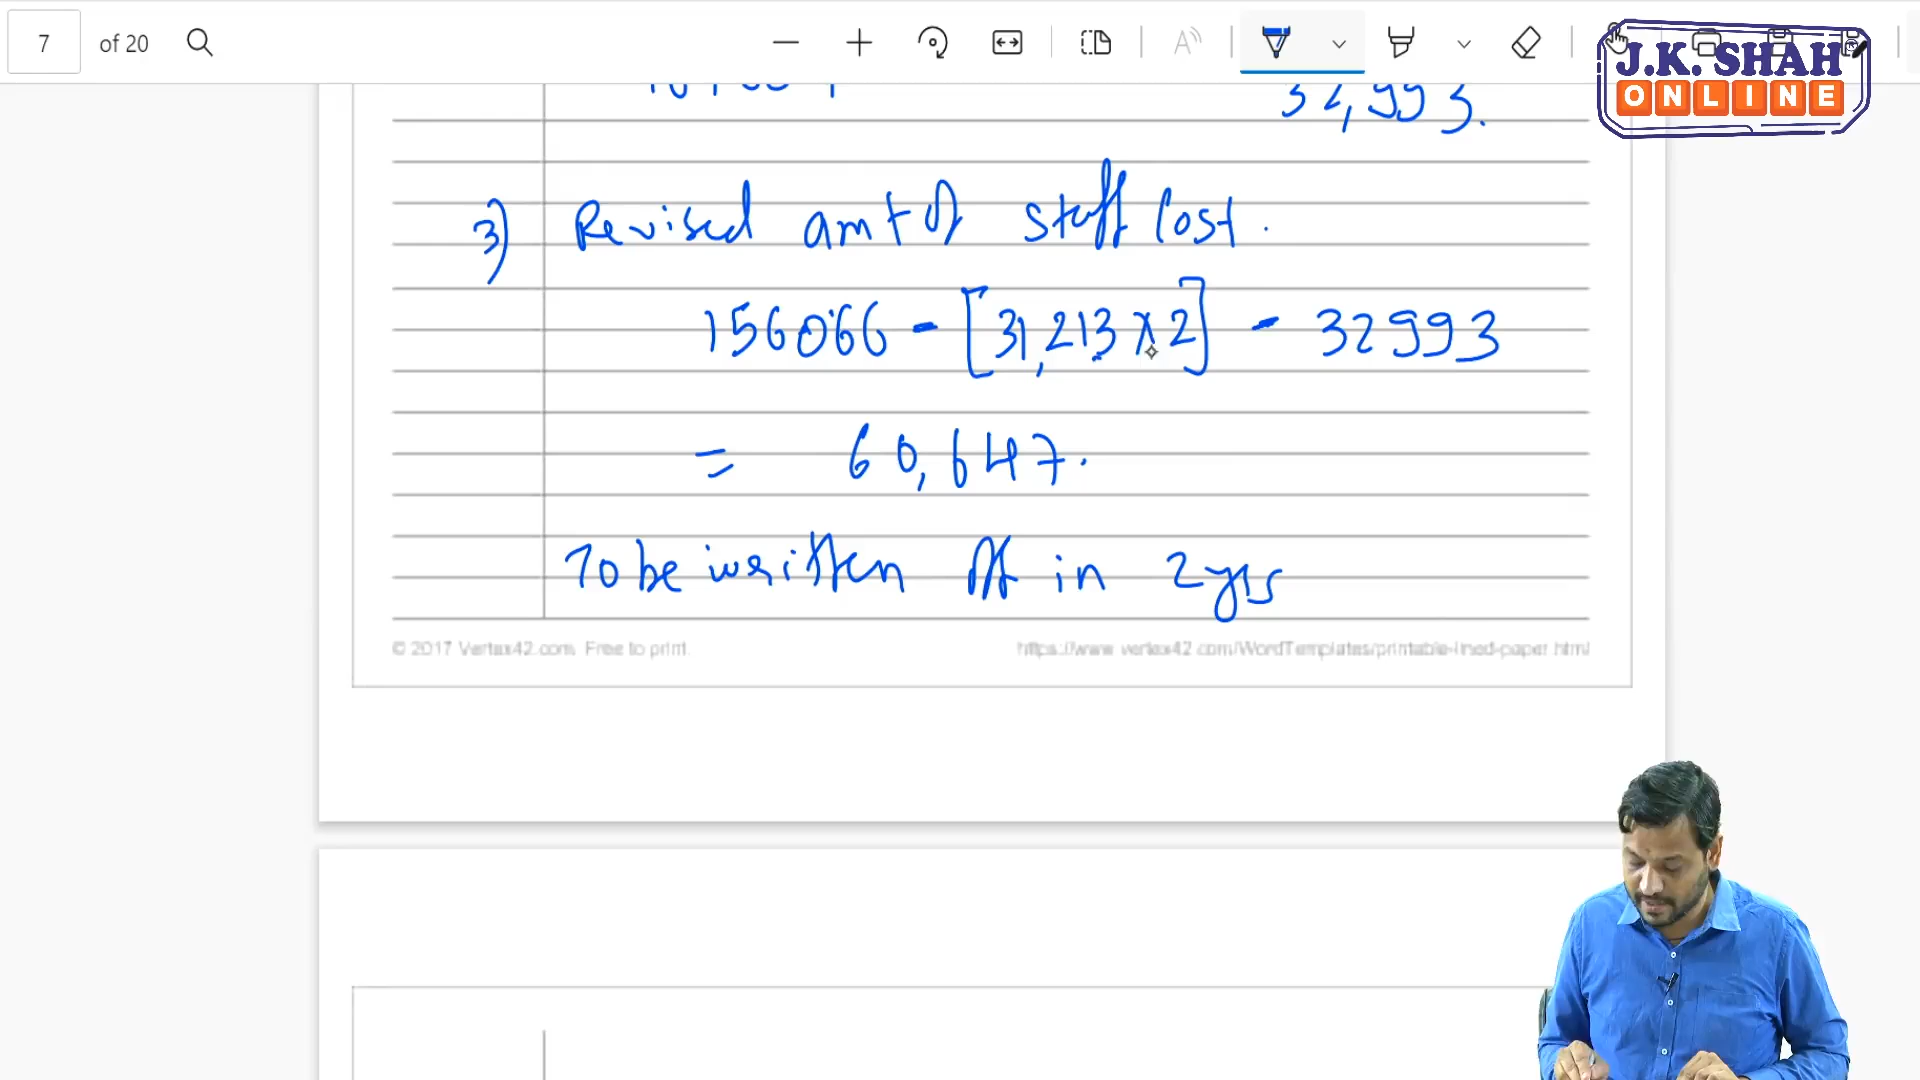 7 of 20
J.K. SHAH
ONLINE
32,993.
3) Revised amt of staff cost.
156066 - [31,213 x 2] - 32993
= 60,647.
To be written off in 2 yrs
© 2017 Vertex42.com. Free to print.
https://www.vertex42.com/WordTemplates/printable-lined-paper.html